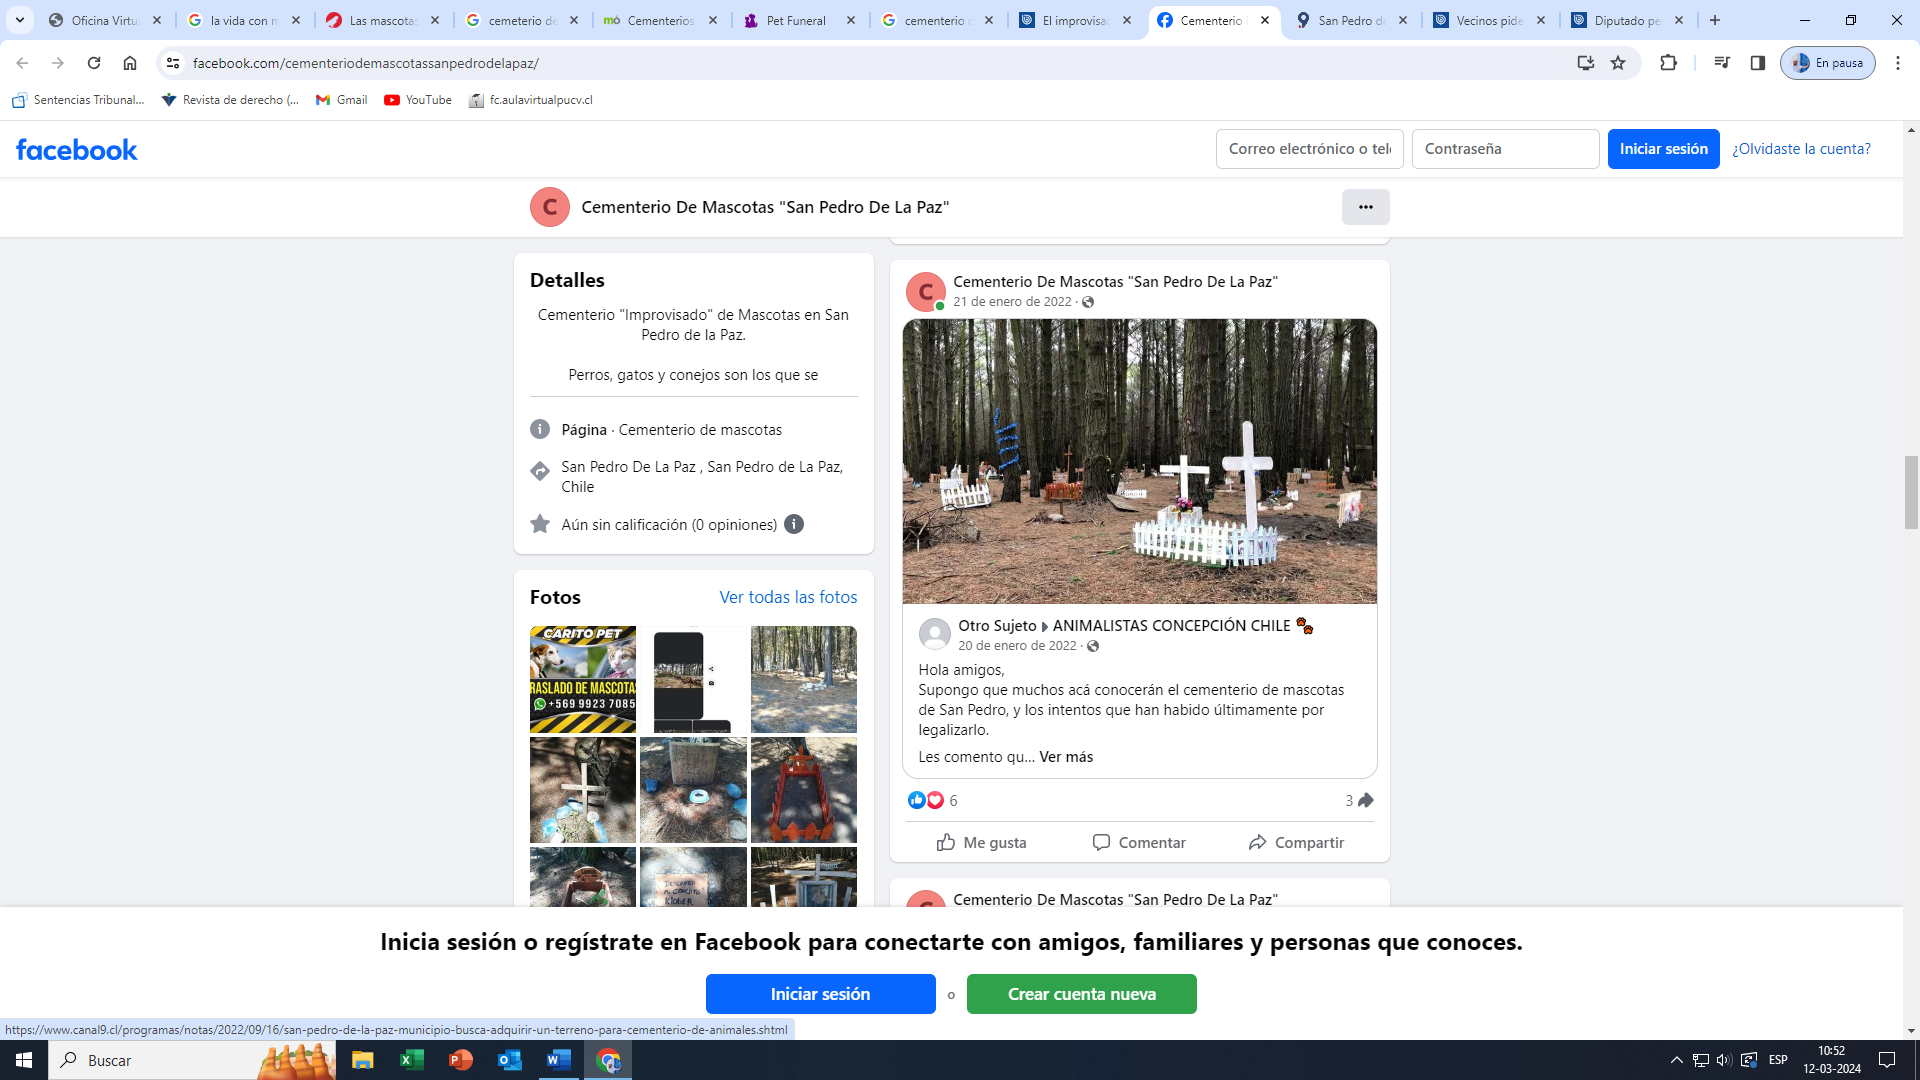 Oficina Virtu
la vida con m
Las mascotas
cemeterio de
Cementerios
Pet Funeral
cementerio c
El improvisac
Cementerio
San Pedro de
Vecinos pide
Diputado pe
facebook.com/cementeriodemascotassanpedrodelapaz/
En pausa
Sentencias Tribunal...
Revista de derecho (...
Gmail
YouTube
fc.aulavirtualpucv.cl
facebook
Correo electrónico o telé
Contraseña
Iniciar sesión
¿Olvidaste la cuenta?
C
Cementerio De Mascotas "San Pedro De La Paz"
Detalles
Cementerio "Improvisado" de Mascotas en San
Pedro de la Paz.
Perros, gatos y conejos son los que se
Página · Cementerio de mascotas
San Pedro De La Paz , San Pedro de La Paz,
Chile
Aún sin calificación (0 opiniones)
Fotos
Ver todas las fotos
CARITO PET
RASLADO DE MASCOTA
+569 9923 7085
DESCANSA
C
Cementerio De Mascotas "San Pedro De La Paz"
21 de enero de 2022 ·
Otro Sujeto
ANIMALISTAS CONCEPCIÓN CHILE
20 de enero de 2022 ·
Hola amigos,
Supongo que muchos acá conocerán el cementerio de mascotas
de San Pedro, y los intentos que han habido últimamente por
legalizarlo.
Les comento qu... Ver más
6
3
Me gusta
Comentar
Compartir
Cementerio De Mascotas "San Pedro De La Paz"
Inicia sesión o regístrate en Facebook para conectarte con amigos, familiares y personas que conoces.
Iniciar sesión
o
Crear cuenta nueva
https://www.canal9.cl/programas/notas/2022/09/16/san-pedro-de-la-paz-municipio-busca-adquirir-un-terreno-para-cementerio-de-animales.shtml
Buscar
ESP
10:52
12-03-2024